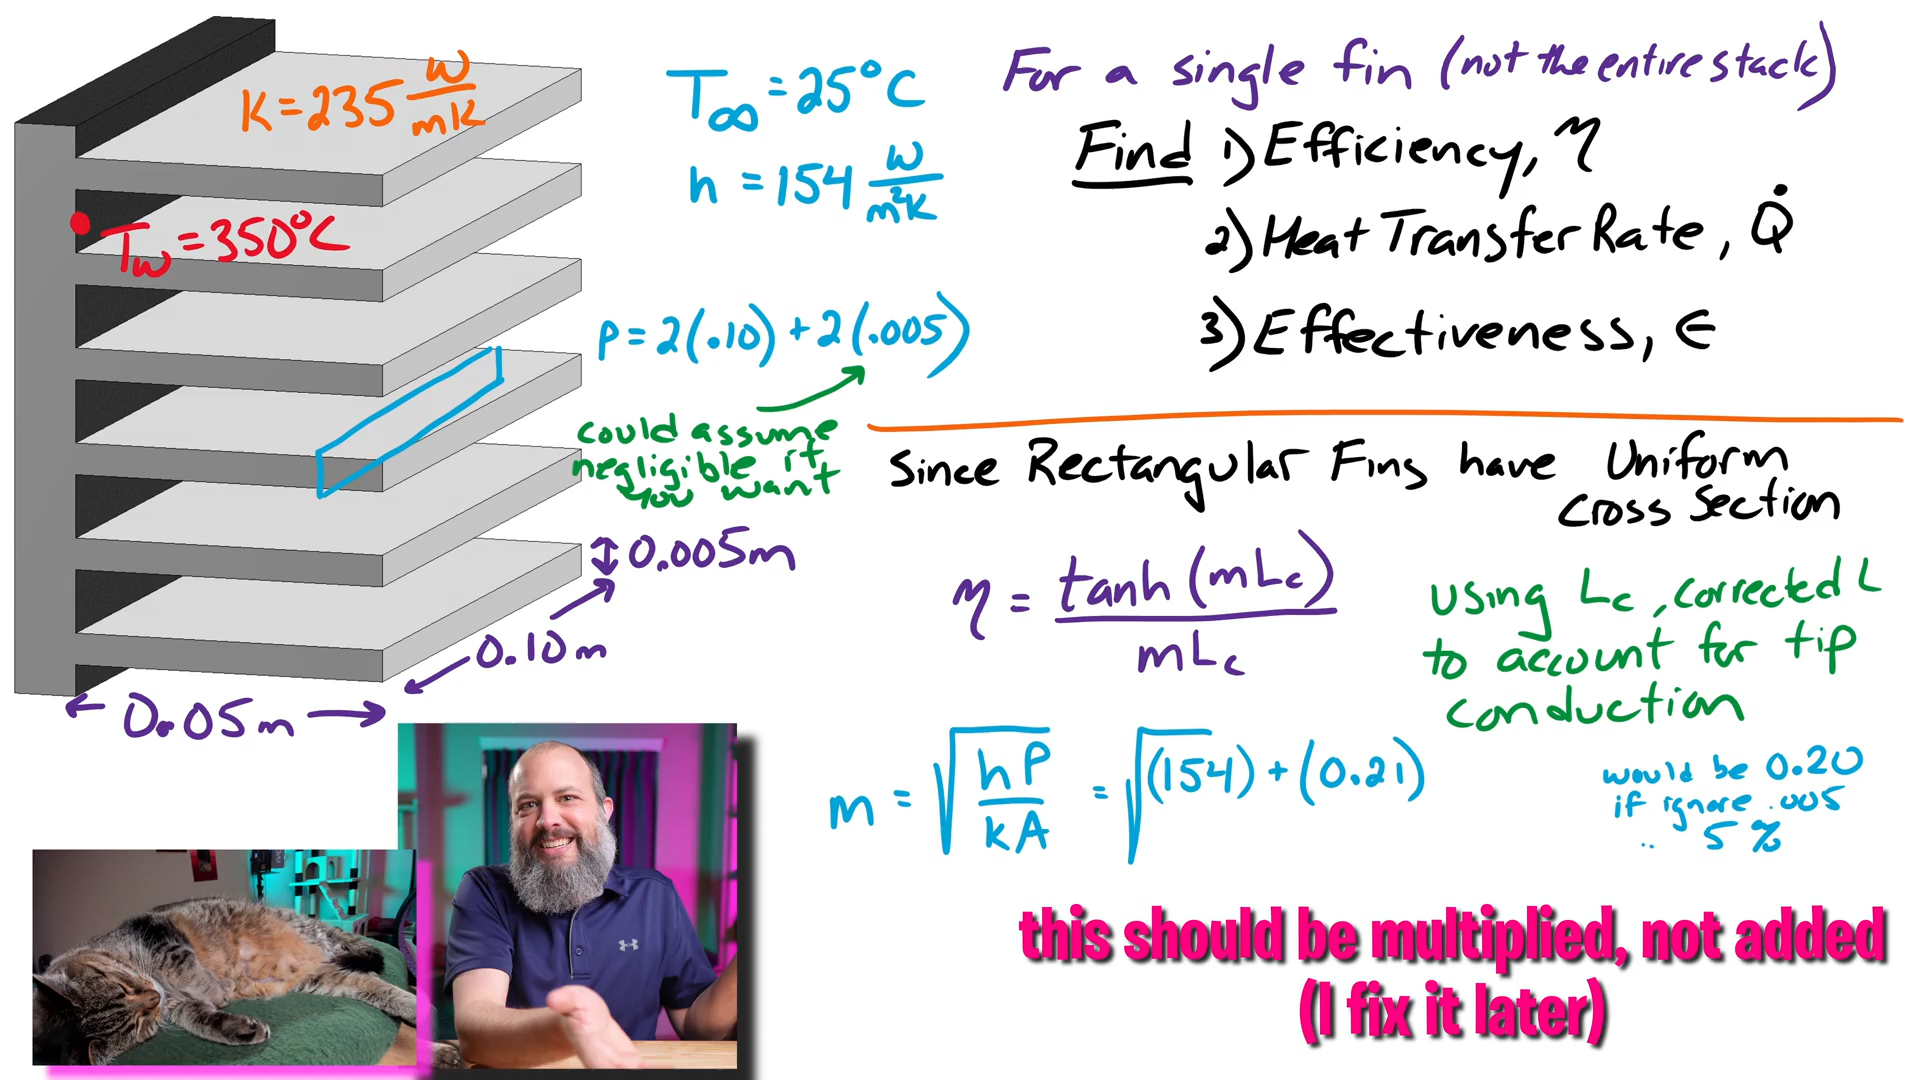 K=235 W/mK
T∞ =25°C
h =154 W/m²K
Tw=350°C
For a single fin (not the entire stack)
Find 1) Efficiency, η
2) Heat Transfer Rate, Q̇
3) Effectiveness, ∈
P= 2(.10) + 2(.005)
could assume
negligible if
you want
0.005m
0.10m
0.05m
Since Rectangular Fins have Uniform
Cross Section
η = tanh (mLc) / mLc
using Lc, corrected L
to account for tip
conduction
m = √(hP / kA) = √(154) + (0.21)
would be 0.20
if ignore .005
.. 5 %
this should be multiplied, not added
(I fix it later)